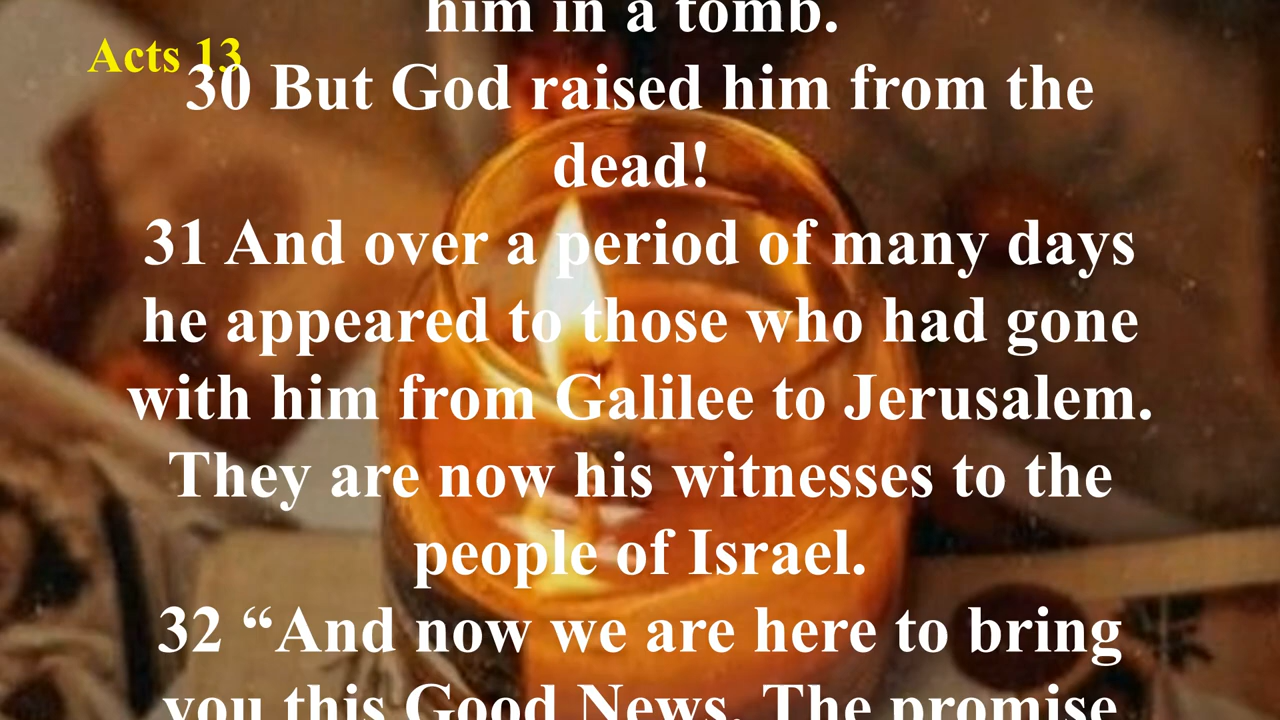 him in a tomb.
Acts 13
30 But God raised him from the
dead!
31 And over a period of many days
he appeared to those who had gone
with him from Galilee to Jerusalem.
They are now his witnesses to the
people of Israel.
32 “And now we are here to bring
you this Good News. The promise